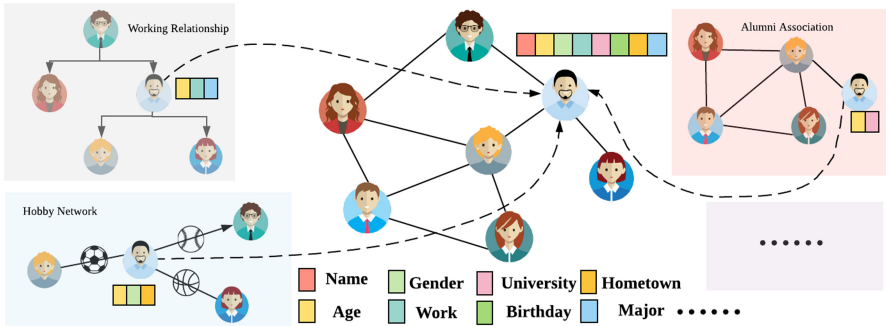 Working Relationship
Alumni Association
Hobby Network
Name
Gender
University
Hometown
Age
Work
Birthday
Major